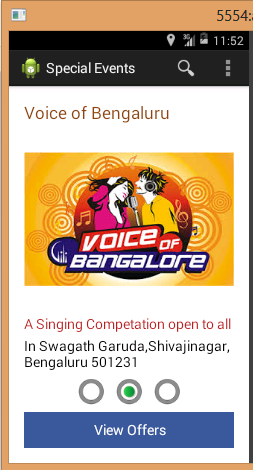 5554:
3G 11:52
Special Events
Voice of Bengaluru
VOICE OF
BANGALORE
A Singing Competation open to all
In Swagath Garuda,Shivajinagar,
Bengaluru 501231
View Offers